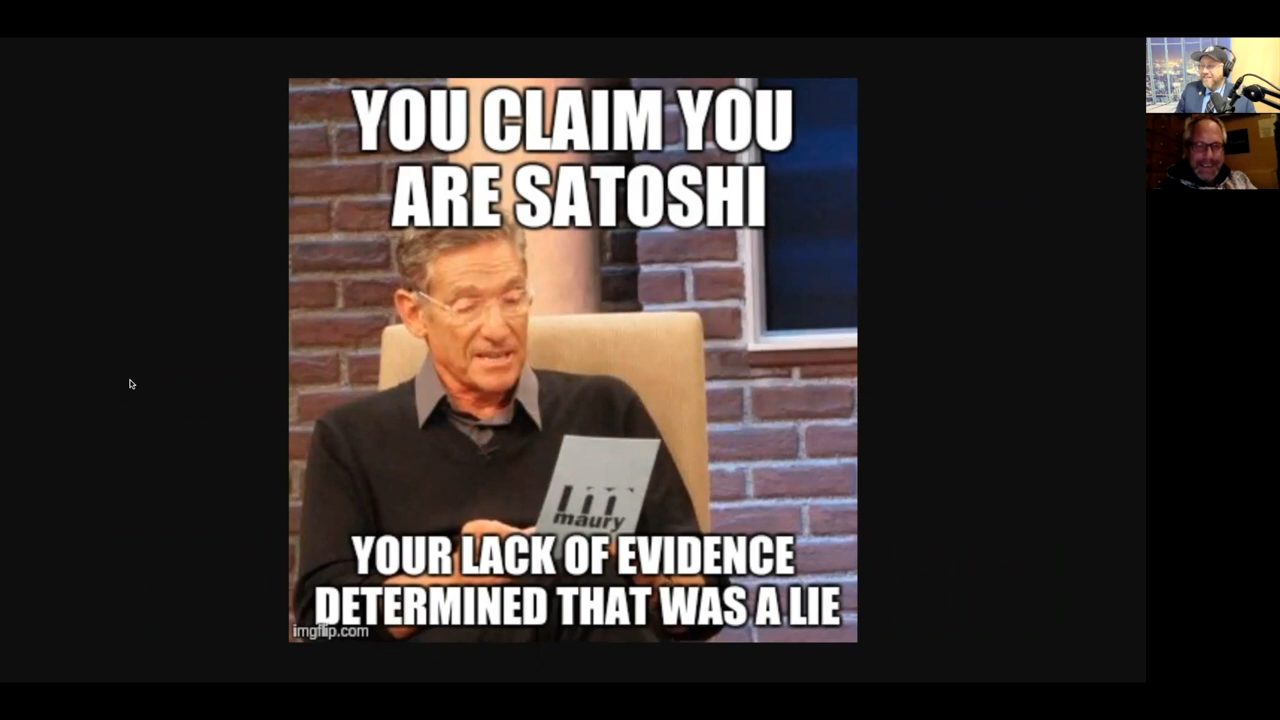 YOU CLAIM YOU
ARE SATOSHI
maury
YOUR LACK OF EVIDENCE
DETERMINED THAT WAS A LIE
imgflip.com